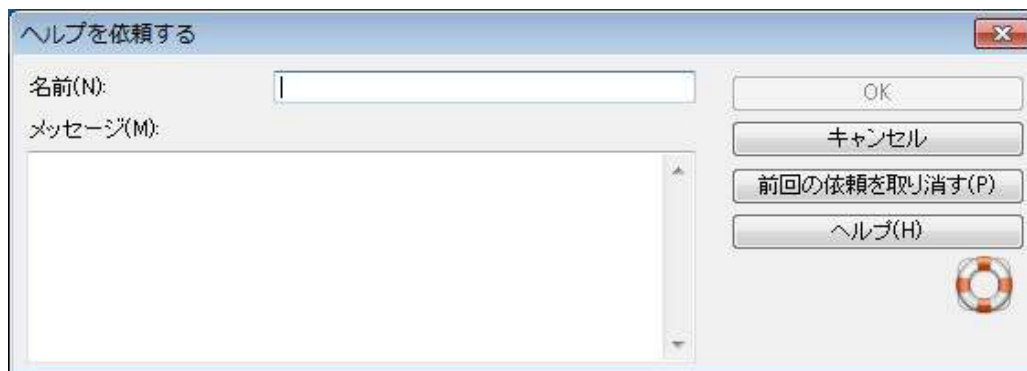 ヘルプを依頼する
名前(N):
OK
メッセージ(M):
キャンセル
前回の依頼を取り消す(P)
ヘルプ(H)